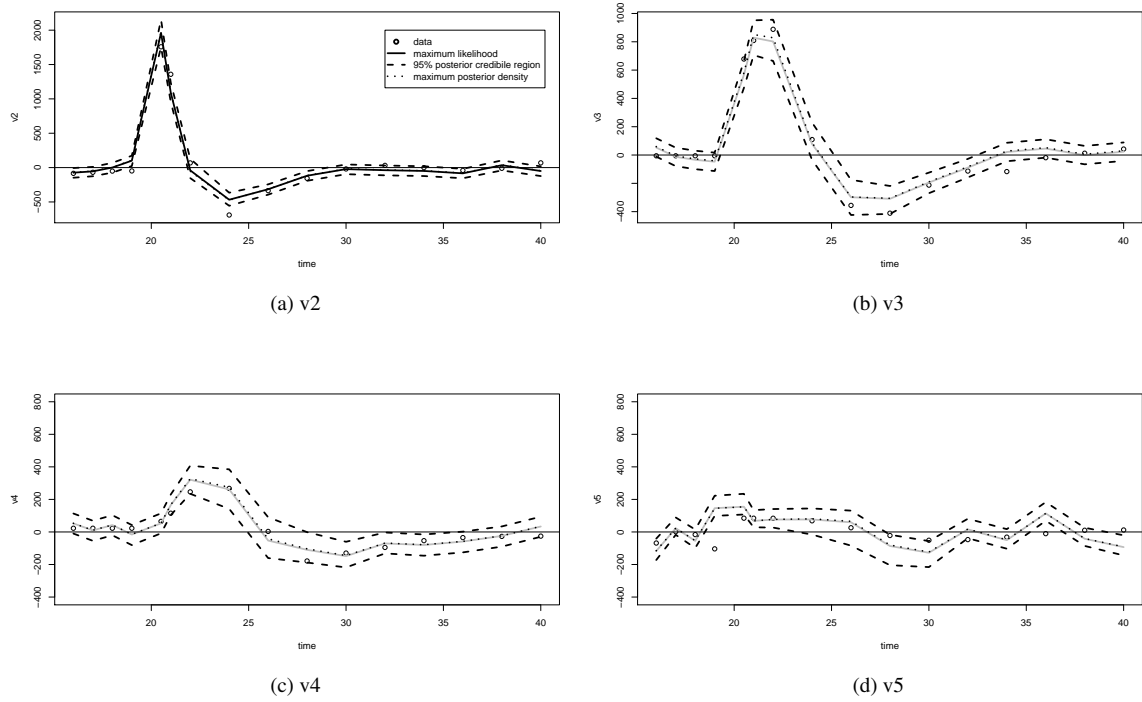 2000
1500
1000
500
0
−500
v2
data
maximum likelihood
95% posterior credible region
maximum posterior density
20 25 30 35 40
time
(a) v2
1000
800
600
400
200
0
−400
v3
20 25 30 35 40
time
(b) v3
800
600
400
200
0
−400
v4
20 25 30 35 40
time
(c) v4
800
600
400
200
0
−400
v5
20 25 30 35 40
time
(d) v5